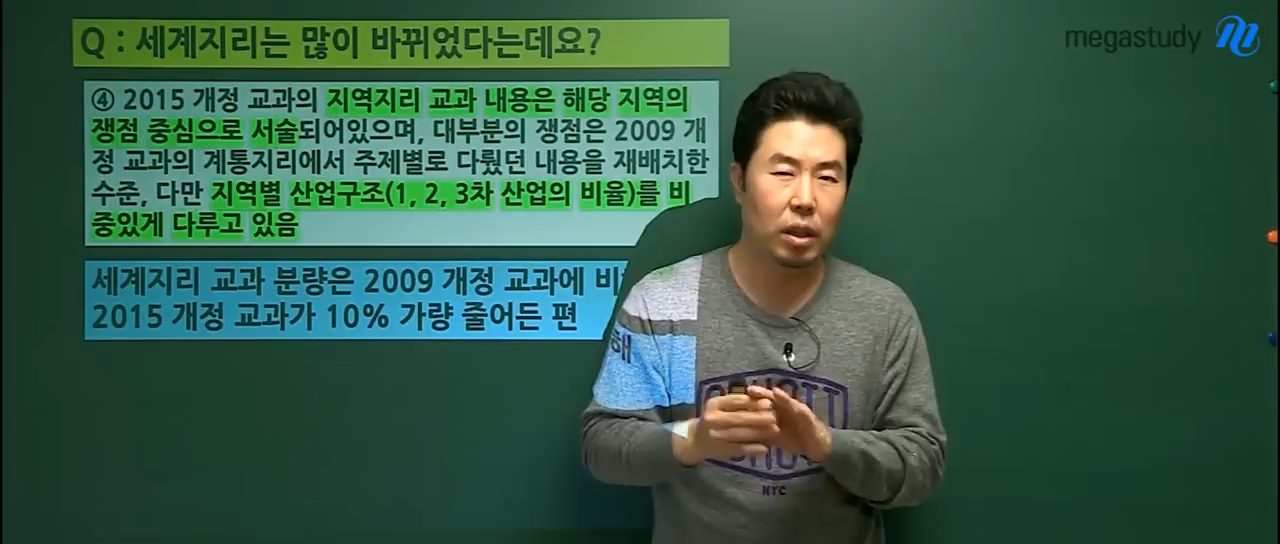 Q : 세계지리는 많이 바뀌었다는데요?
megastudy
④ 2015 개정 교과의 지역지리 교과 내용은 해당 지역의
쟁점 중심으로 서술되어있으며, 대부분의 쟁점은 2009 개
정 교과의 계통지리에서 주제별로 다뤘던 내용을 재배치한
수준, 다만 지역별 산업구조(1, 2, 3차 산업의 비율)를 비
중있게 다루고 있음
세계지리 교과 분량은 2009 개정 교과에
해
2015 개정 교과가 10% 가량 줄어든 편
NYC